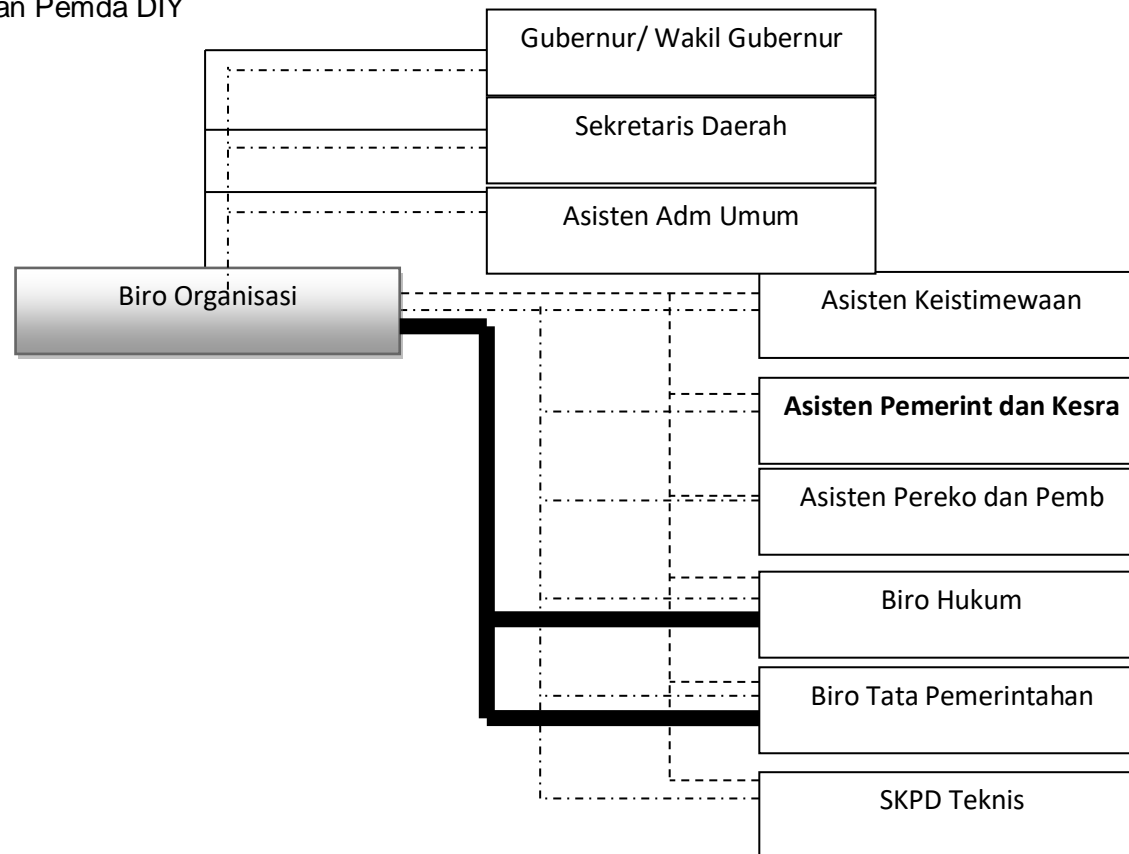 an Pemda DIY
Gubernur/ Wakil Gubernur
Sekretaris Daerah
Asisten Adm Umum
Biro Organisasi
Asisten Keistimewaan
Asisten Pemerint dan Kesra
Asisten Pereko dan Pemb
Biro Hukum
Biro Tata Pemerintahan
SKPD Teknis